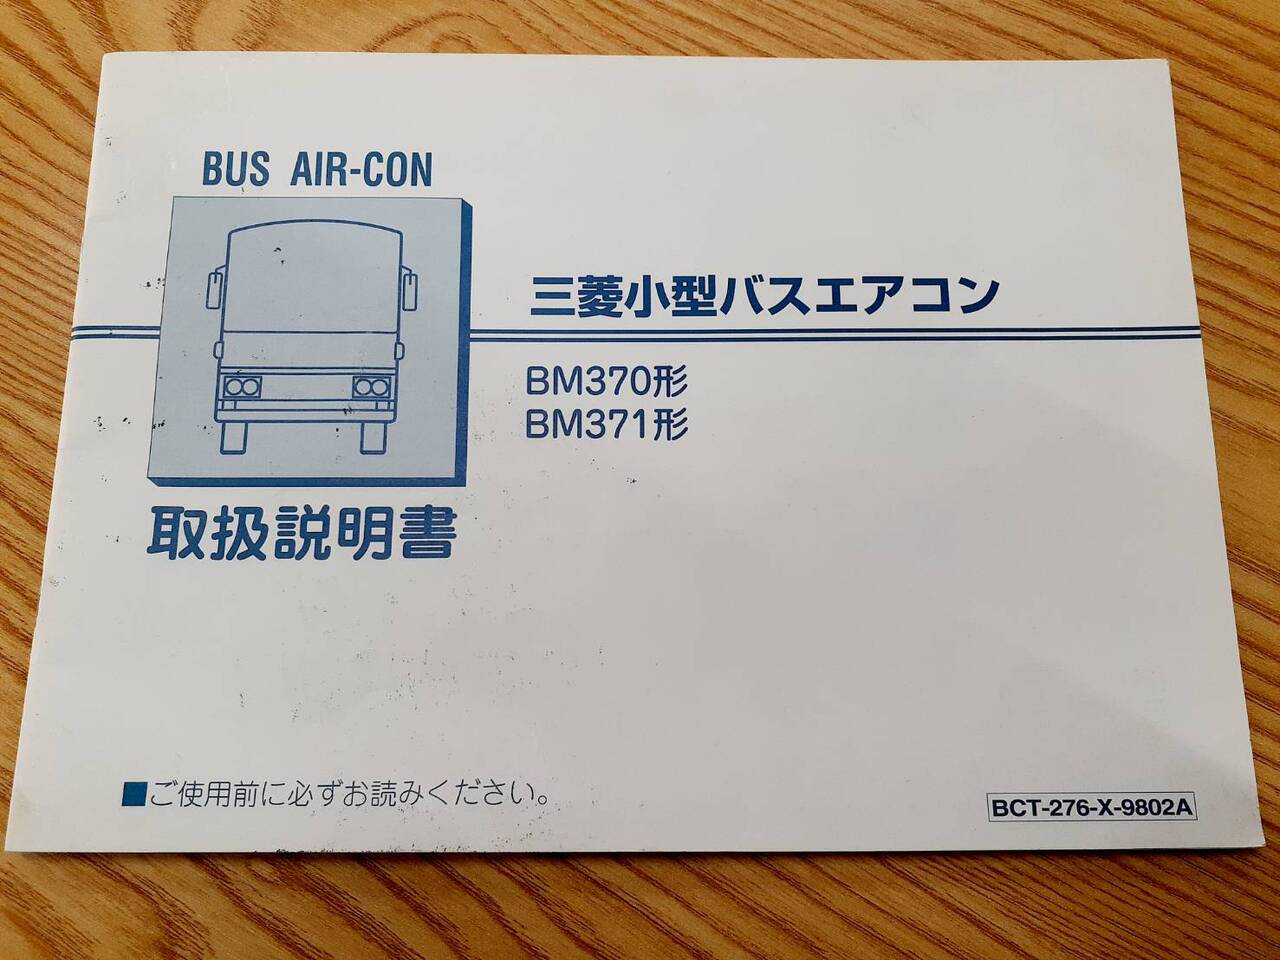 BUS AIR-CON
三菱小型バスエアコン
BM370形
BM371形
取扱説明書
■ご使用前に必ずお読みください。
BCT-276-X-9802A